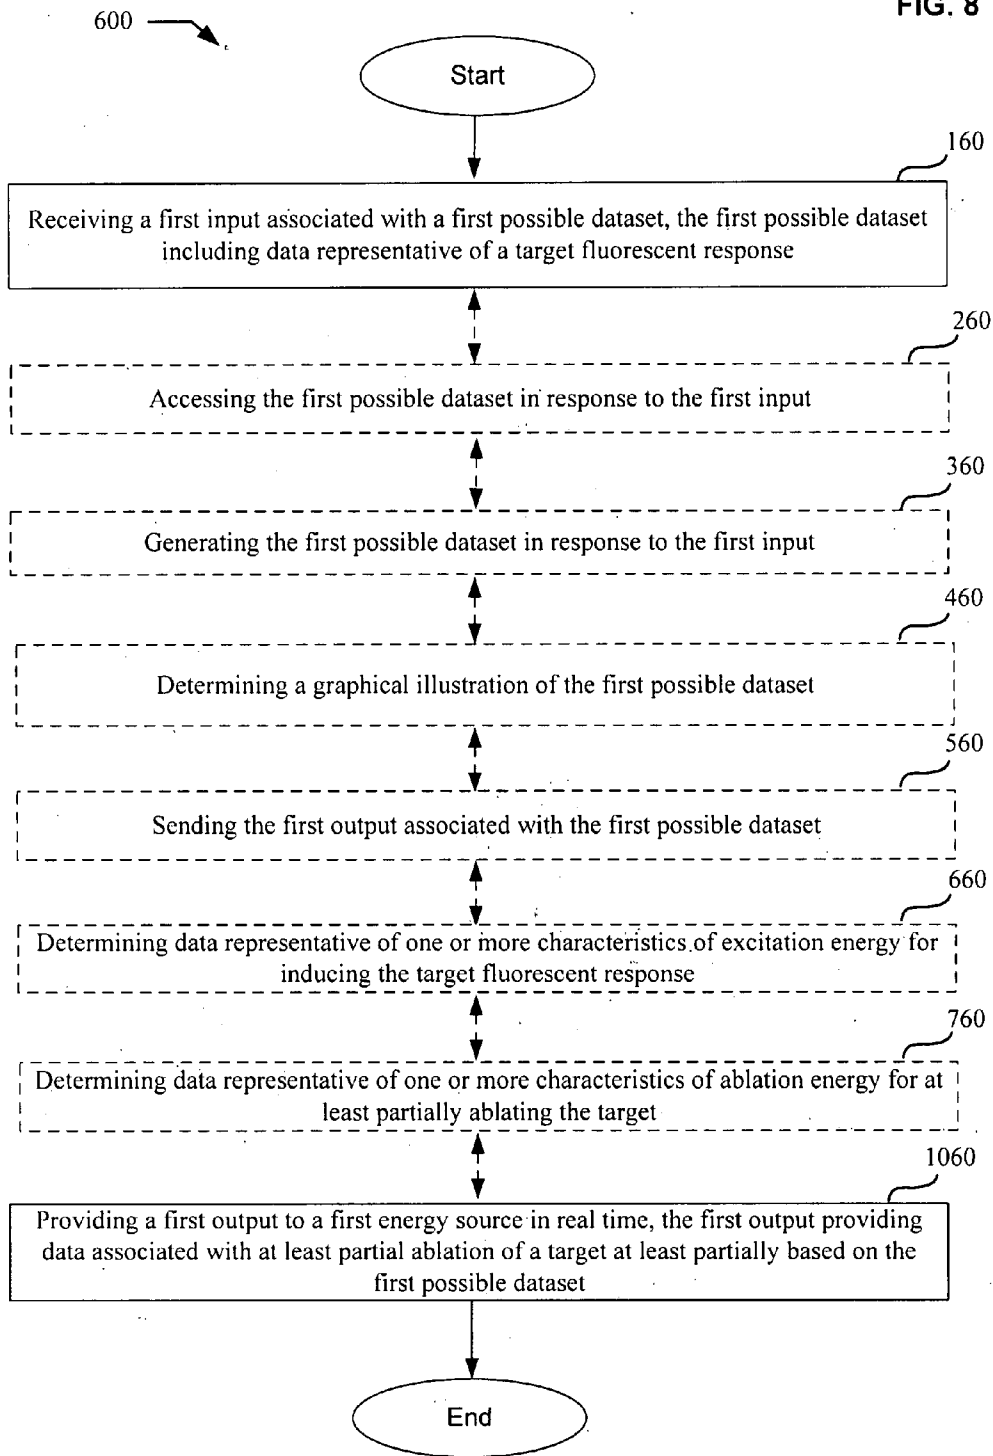 FIG. 8
600
Start
160
Receiving a first input associated with a first possible dataset, the first possible dataset
including data representative of a target fluorescent response
260
Accessing the first possible dataset in response to the first input
360
Generating the first possible dataset in response to the first input
460
Determining a graphical illustration of the first possible dataset
560
Sending the first output associated with the first possible dataset
660
Determining data representative of one or more characteristics of excitation energy for
inducing the target fluorescent response
760
Determining data representative of one or more characteristics of ablation energy for at
least partially ablating the target
1060
Providing a first output to a first energy source in real time, the first output providing
data associated with at least partial ablation of a target at least partially based on the
first possible dataset
End